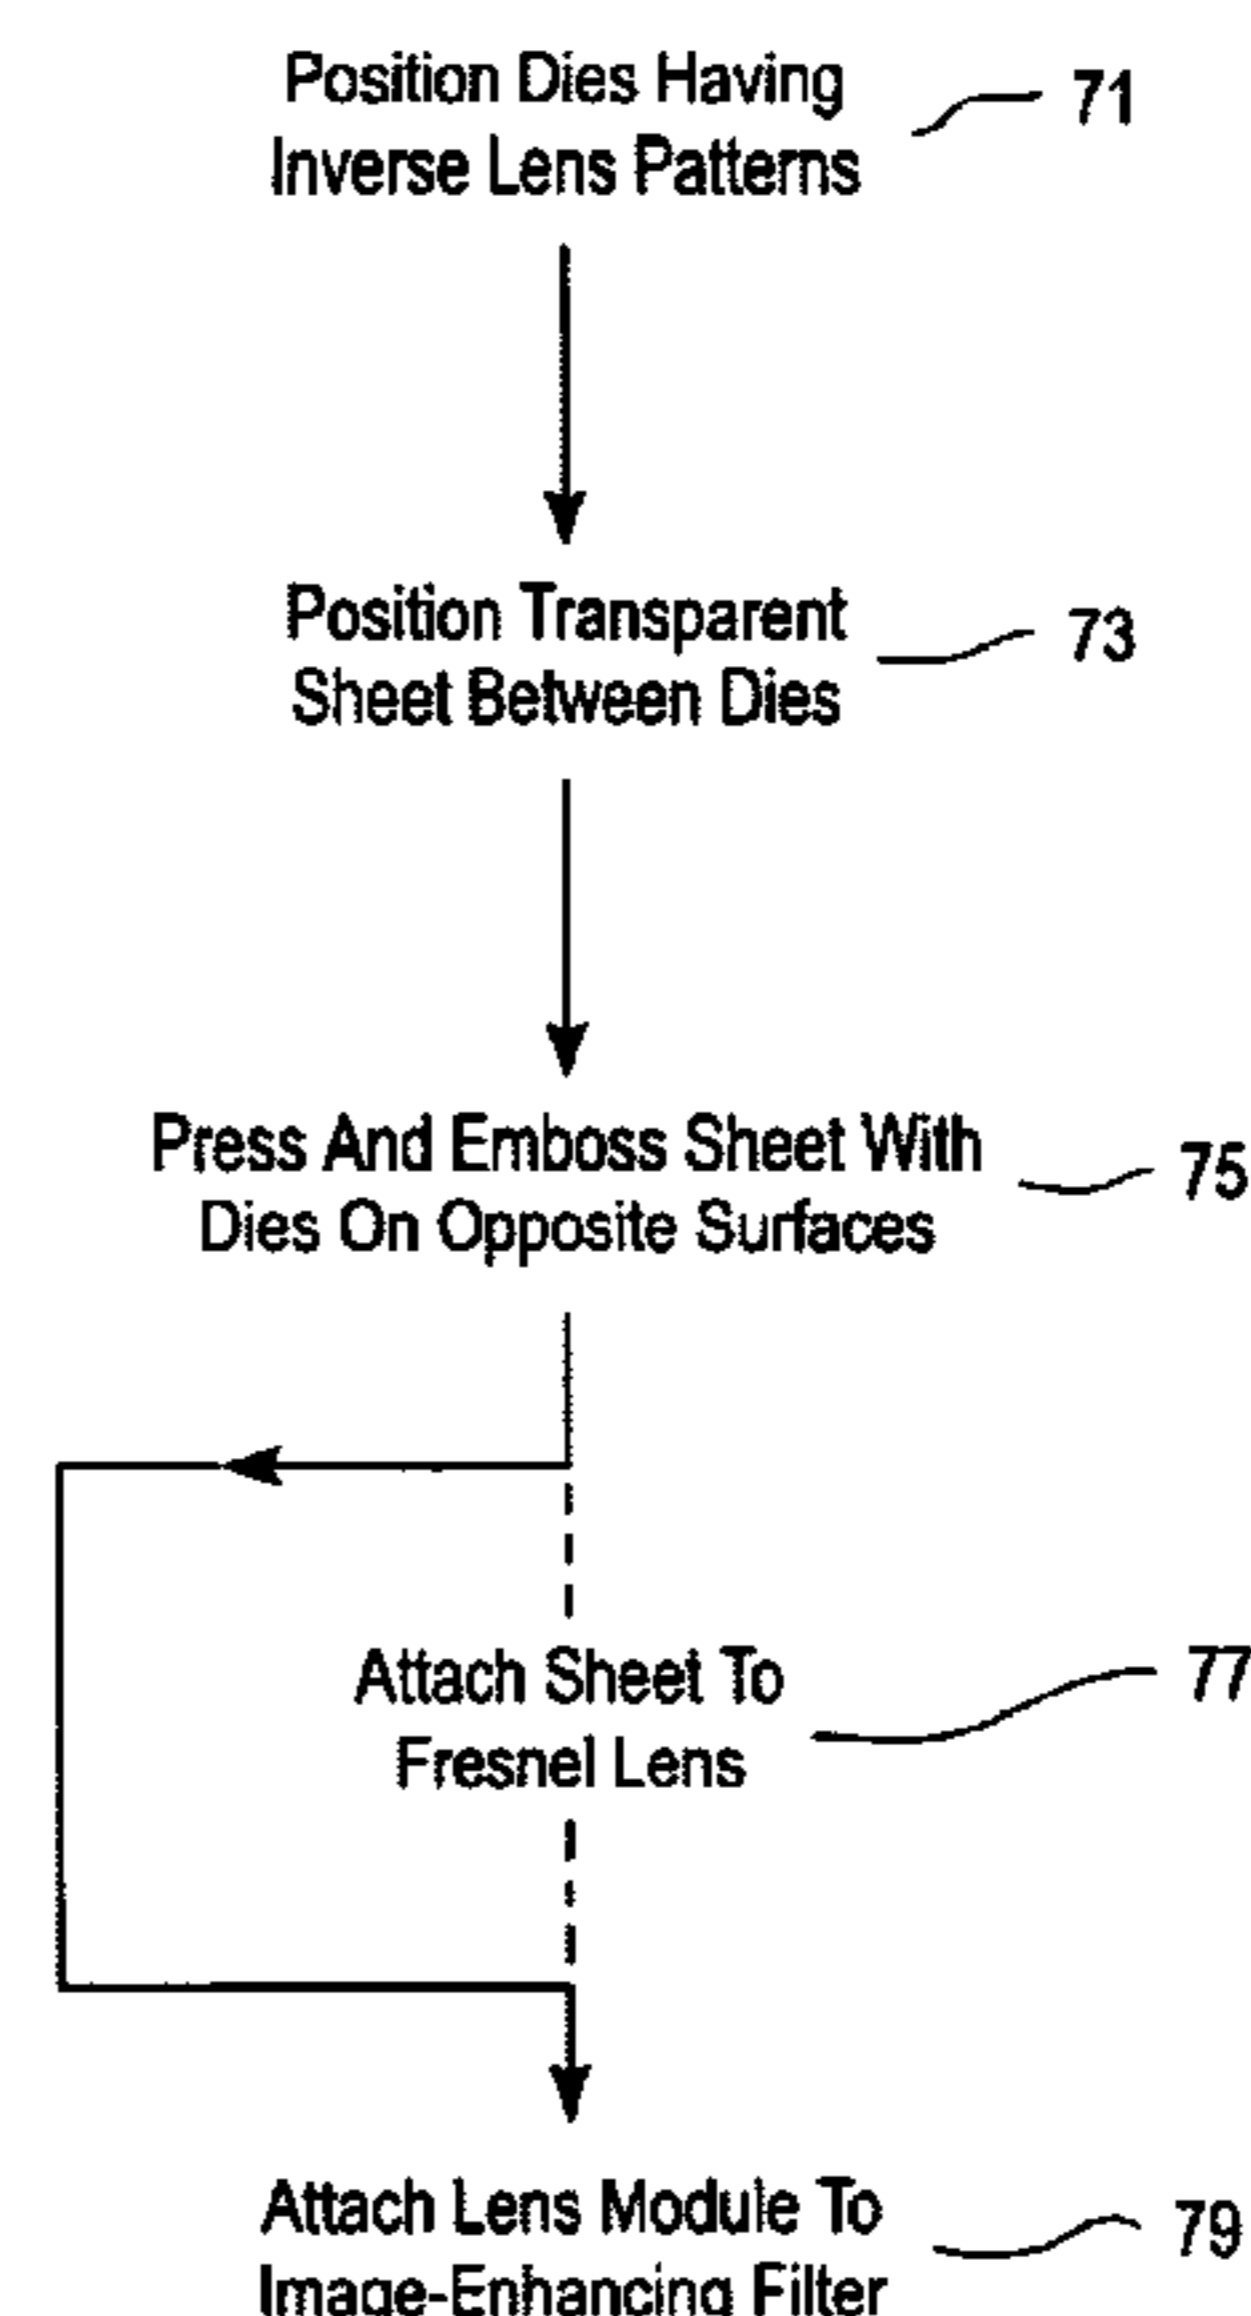 Position Dies Having
Inverse Lens Patterns
71
Position Transparent
Sheet Between Dies
73
Press And Emboss Sheet With
Dies On Opposite Surfaces
75
Attach Sheet To
Fresnel Lens
77
Attach Lens Module To
Image-Enhancing Filter
79